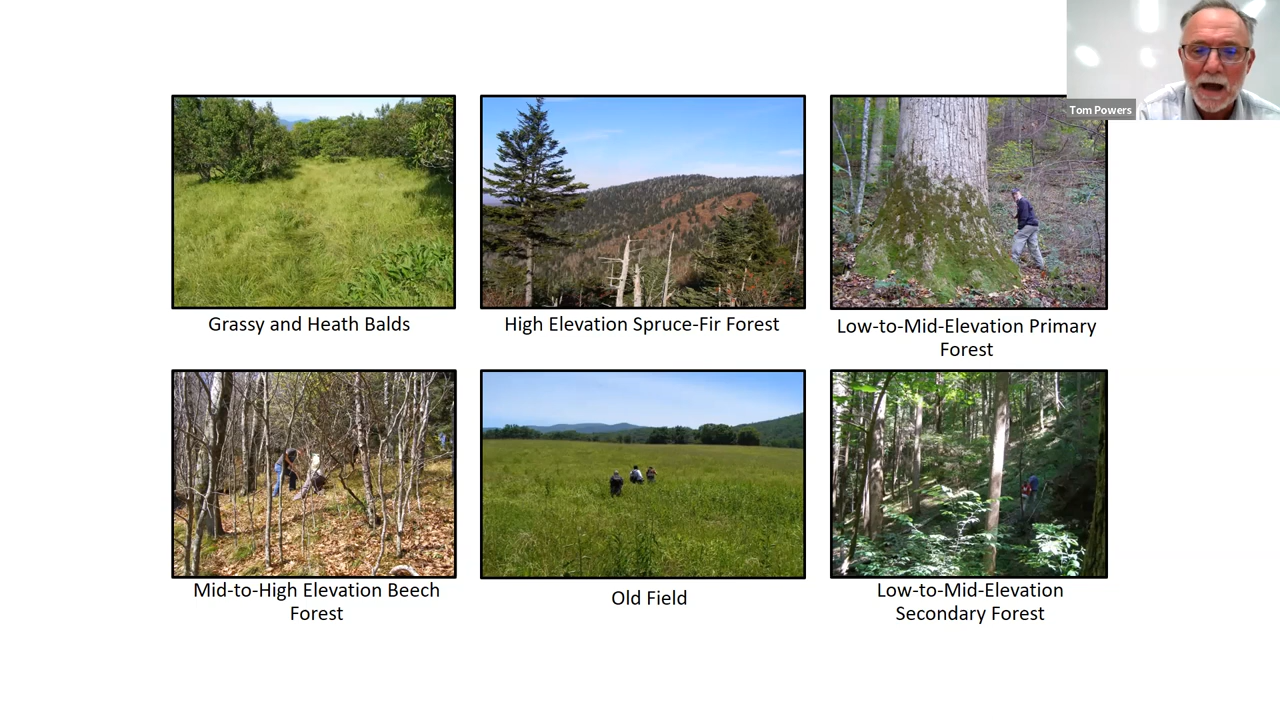 Tom Powers
Grassy and Heath Balds
High Elevation Spruce-Fir Forest
Low-to-Mid-Elevation Primary
Forest
Mid-to-High Elevation Beech
Forest
Old Field
Low-to-Mid-Elevation
Secondary Forest